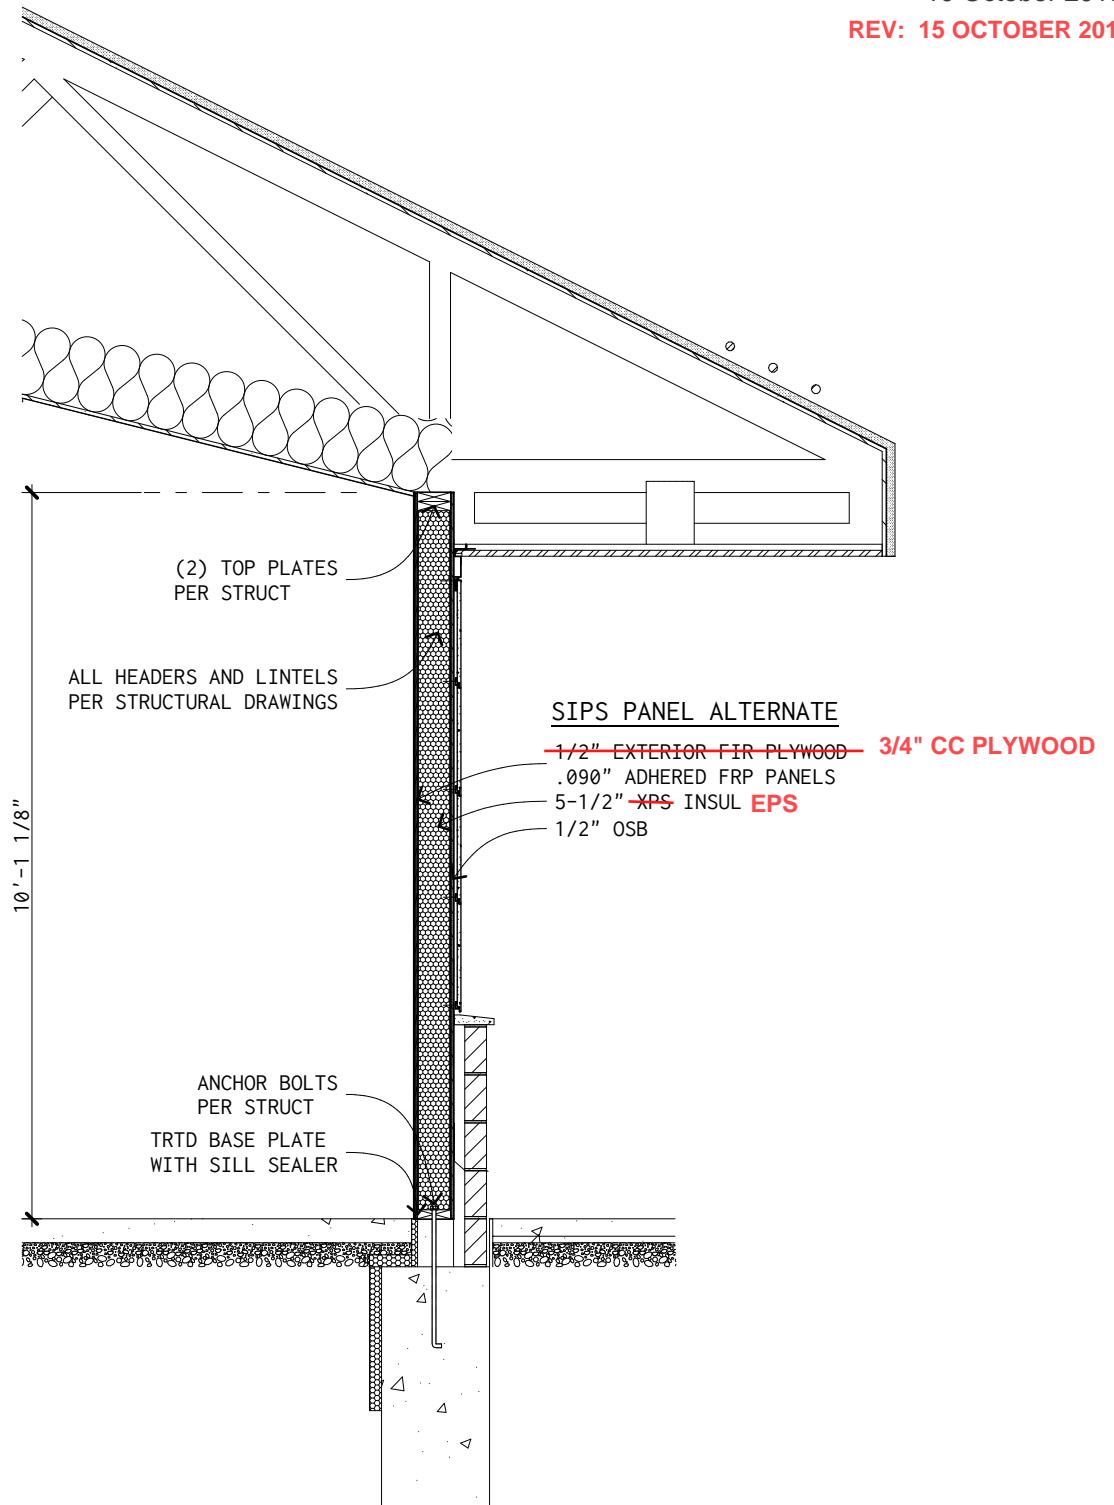 REV: 15 OCTOBER 201
(2) TOP PLATES
PER STRUCT
ALL HEADERS AND LINTELS
PER STRUCTURAL DRAWINGS
SIPS PANEL ALTERNATE
1/2" EXTERIOR FIR PLYWOOD 3/4" CC PLYWOOD
.090" ADHERED FRP PANELS
5-1/2" XPS INSUL EPS
1/2" OSB
10'-1 1/8"
ANCHOR BOLTS
PER STRUCT
TRTD BASE PLATE
WITH SILL SEALER